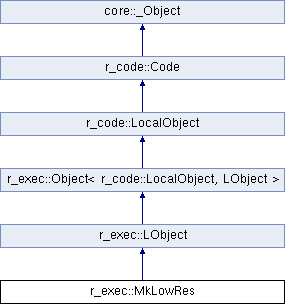 core::_Object
r_code::Code
r_code::LocalObject
r_exec::Object< r_code::LocalObject, LObject >
r_exec::LObject
r_exec::MkLowRes